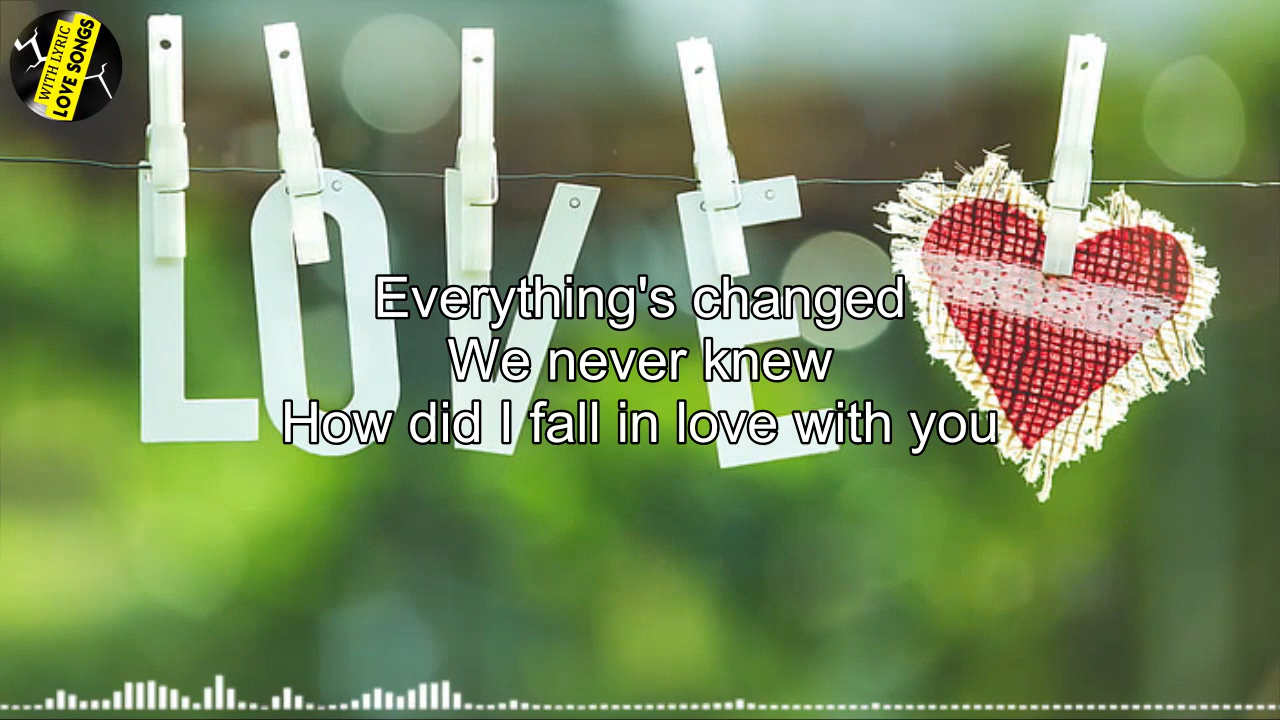 WITH LYRIC
LOVE SONGS
LOVE
Everything's changed
We never knew
How did I fall in love with you